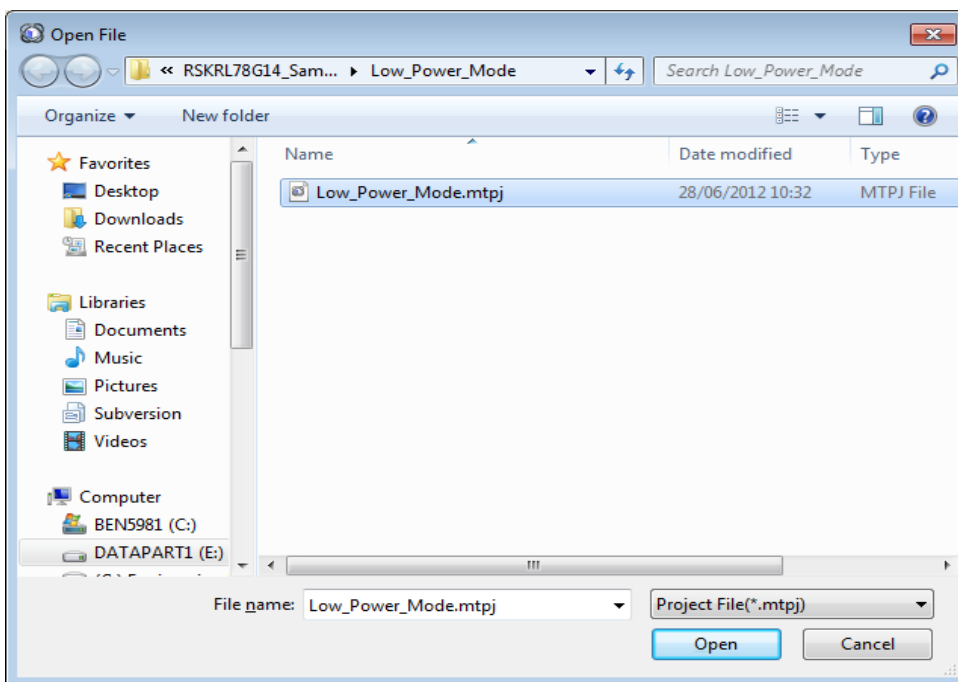 Open File
« RSKRL78G14_Sam... ▸ Low_Power_Mode Search Low_Power_Mode
Organize New folder
Name Date modified Type
Low_Power_Mode.mtpj 28/06/2012 10:32 MTPJ File
Favorites
Desktop
Downloads
Recent Places
Libraries
Documents
Music
Pictures
Subversion
Videos
Computer
BEN5981 (C:)
DATAPART1 (E:)
File name: Low_Power_Mode.mtpj Project File(*.mtpj)
Open Cancel